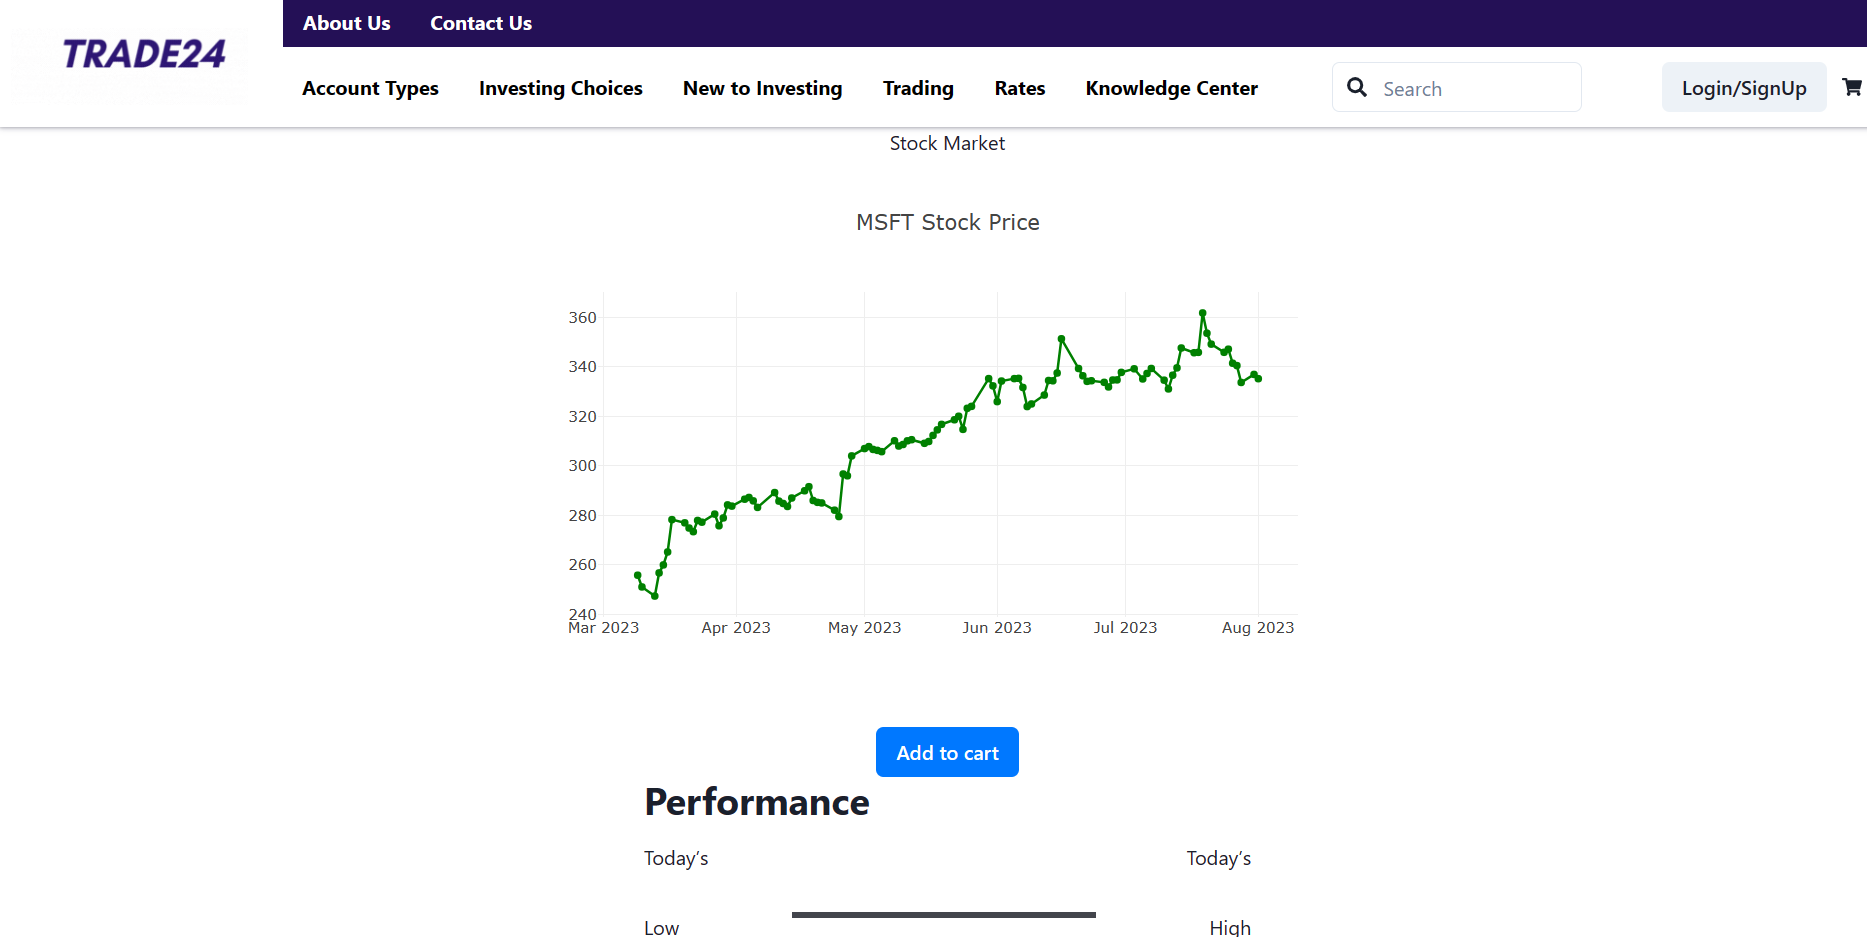 TRADE24
About Us Contact Us
Account Types Investing Choices New to Investing Trading Rates Knowledge Center Search Login/SignUp
Stock Market
MSFT Stock Price
360
340
320
300
280
260
240
Mar 2023 Apr 2023 May 2023 Jun 2023 Jul 2023 Aug 2023
Add to cart
Performance
Today’s Today’s
Low High